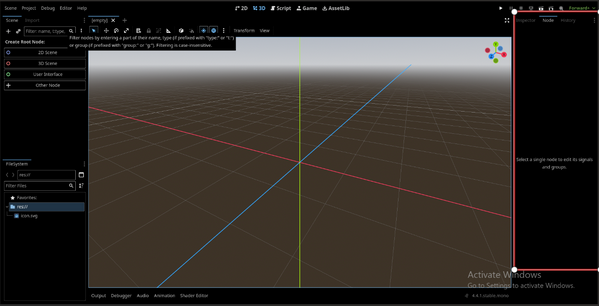 Scene Project Debug Editor Help
2D 3D Script Game AssetLib
Forward+
Scene Import
[empty]
Inspector Node History
Filter: name, t:type,
Transform View
Filter nodes by entering a part of their name, type (if prefixed with "type:" or "t:")
or group (if prefixed with "group:" or "g:"). Filtering is case-insensitive.
Create Root Node:
2D Scene
3D Scene
User Interface
Other Node
Select a single node to edit its signals
and groups.
FileSystem
res://
Filter Files
Favorites:
res://
icon.svg
Activate Windows
Go to Settings to activate Windows.
Output Debugger Audio Animation Shader Editor
4.4.1.stable.mono